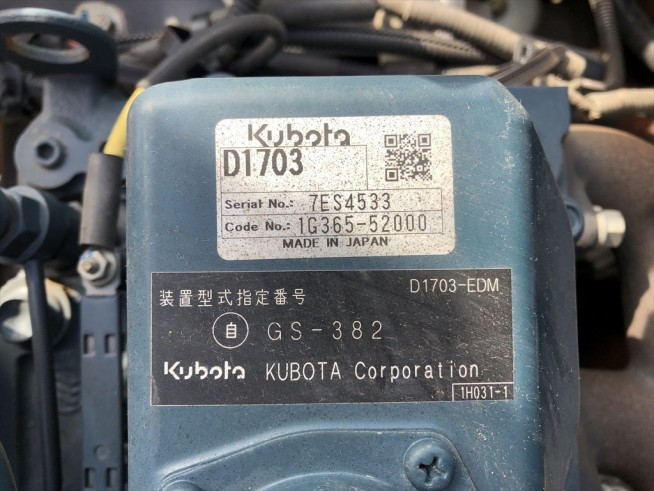 Kubota
D1703
Serial No.: 7ES4533
Code No.: 1G365-52000
MADE IN JAPAN
装置型式指定番号 D1703-EDM
自 GS-382
Kubota KUBOTA Corporation
1H031-1